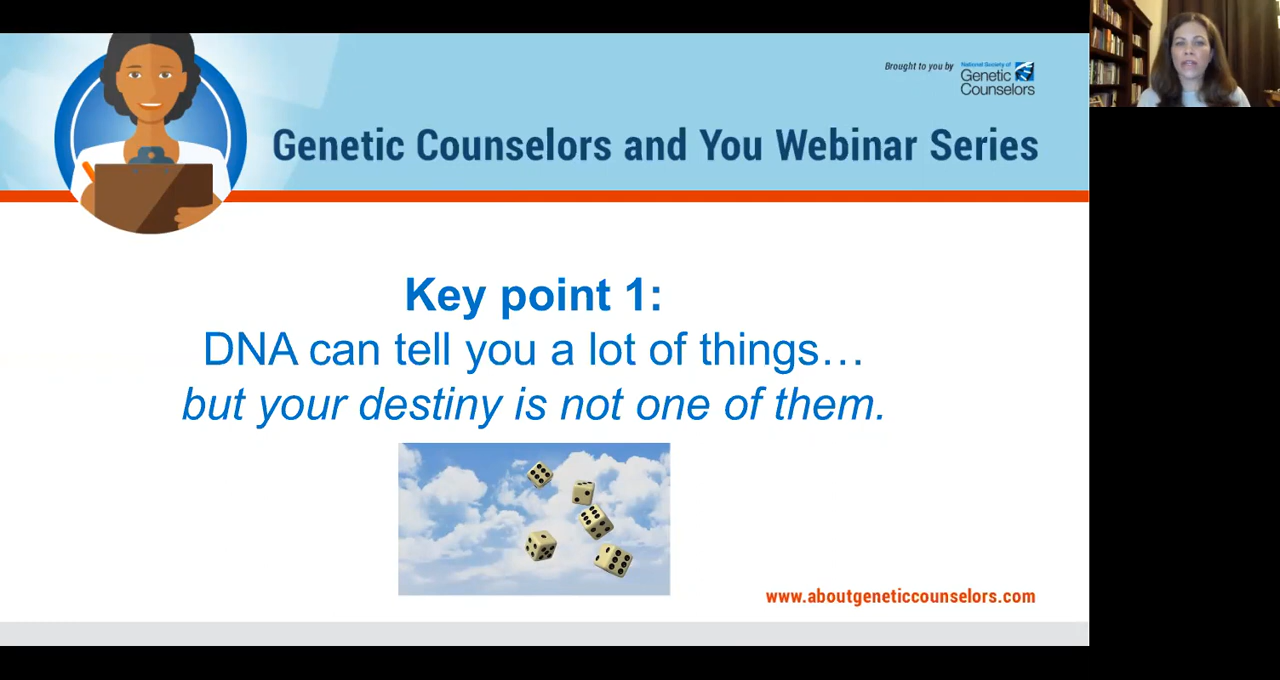 Brought to you by
National Society of
Genetic
Counselors
Genetic Counselors and You Webinar Series
Key point 1:
DNA can tell you a lot of things…
but your destiny is not one of them.
www.aboutgeneticcounselors.com